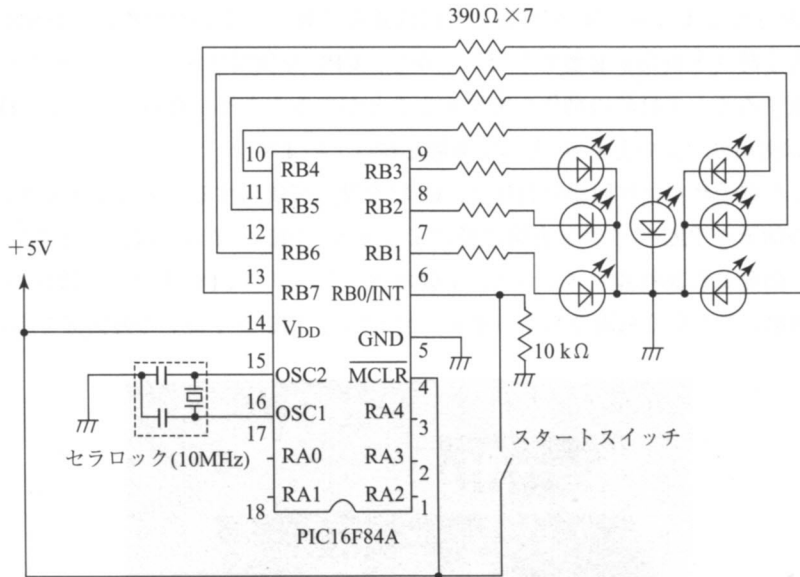 390Ω×7
10 RB4 RB3 9
11 RB5 RB2 8
12 RB6 RB1 7
+5V
13 RB7 RB0/INT 6
14 VDD GND 5
10 kΩ
15 OSC2 MCLR 4
16 OSC1 RA4 3
スタートスイッチ
セラロック(10MHz)
17 RA0 RA3 2
18 RA1 RA2 1
PIC16F84A